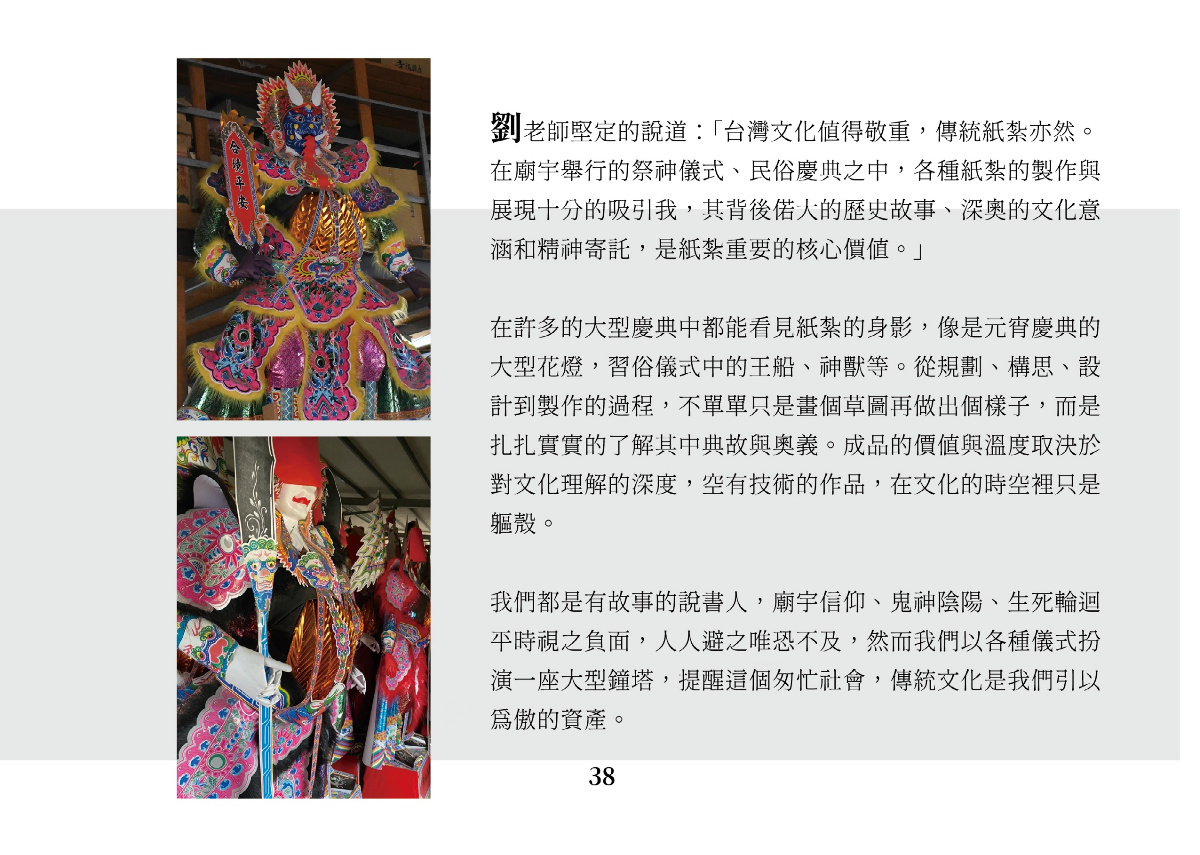 合境平安
劉老師堅定的說道：「台灣文化值得敬重，傳統紙紮亦然。
在廟宇舉行的祭神儀式、民俗慶典之中，各種紙紮的製作與
展現十分的吸引我，其背後偌大的歷史故事、深奧的文化意
涵和精神寄託，是紙紮重要的核心價值。」
在許多的大型慶典中都能看見紙紮的身影，像是元宵慶典的
大型花燈，習俗儀式中的王船、神獸等。從規劃、構思、設
計到製作的過程，不單單只是畫個草圖再做出個樣子，而是
扎扎實實的了解其中典故與奧義。成品的價值與溫度取決於
對文化理解的深度，空有技術的作品，在文化的時空裡只是
軀殼。
我們都是有故事的說書人，廟宇信仰、鬼神陰陽、生死輪迴
平時視之負面，人人避之唯恐不及，然而我們以各種儀式扮
演一座大型鐘塔，提醒這個匆忙社會，傳統文化是我們引以
為傲的資產。
38